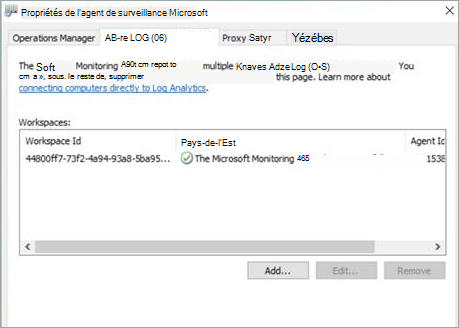 Propriétés de l'agent de surveillance Microsoft
Operations Manager AB-re LOG (06) Proxy Satyr Yézébes
The Soft Monitoring A90t cm repot to multiple Knaves Adze Log (O•S) You
cm a », sous. le reste de, supprimer this page. Learn more about
connecting computers directly to Log Analytics.
Workspaces:
Workspace Id Pays-de-l'Est Agent Id
44800ff7-73f2-4a94-93a8-5ba95... The Microsoft Monitoring 465 1538
Add... Edit... Remove